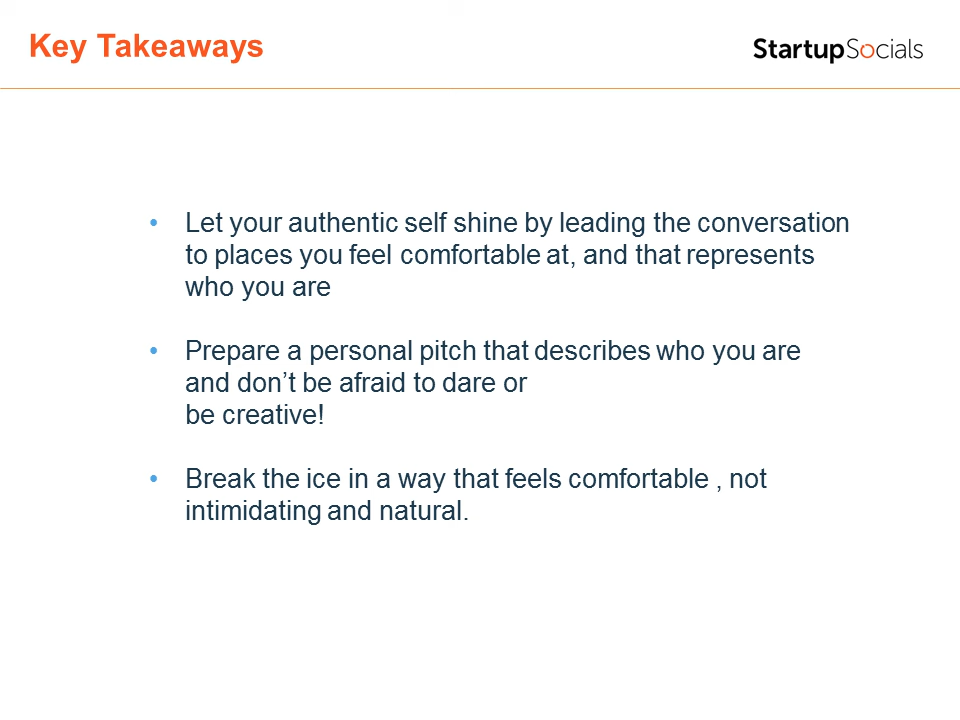 Key Takeaways
StartupSocials
• Let your authentic self shine by leading the conversation
to places you feel comfortable at, and that represents
who you are
• Prepare a personal pitch that describes who you are
and don’t be afraid to dare or
be creative!
• Break the ice in a way that feels comfortable , not
intimidating and natural.